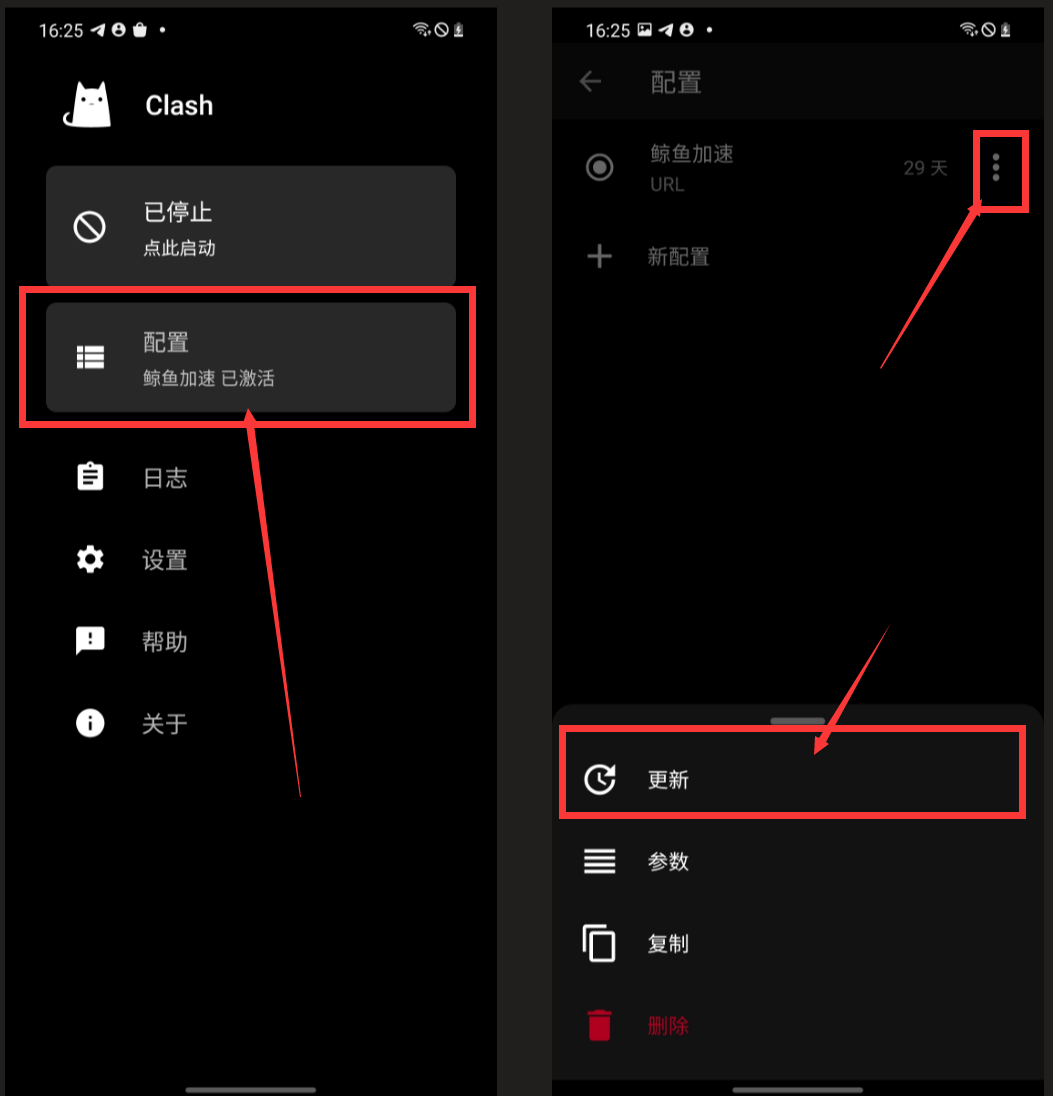 16:25
Clash
已停止
点此启动
配置
鲸鱼加速 已激活
日志
设置
帮助
关于
16:25
配置
鲸鱼加速
URL
29 天
新配置
更新
参数
复制
删除